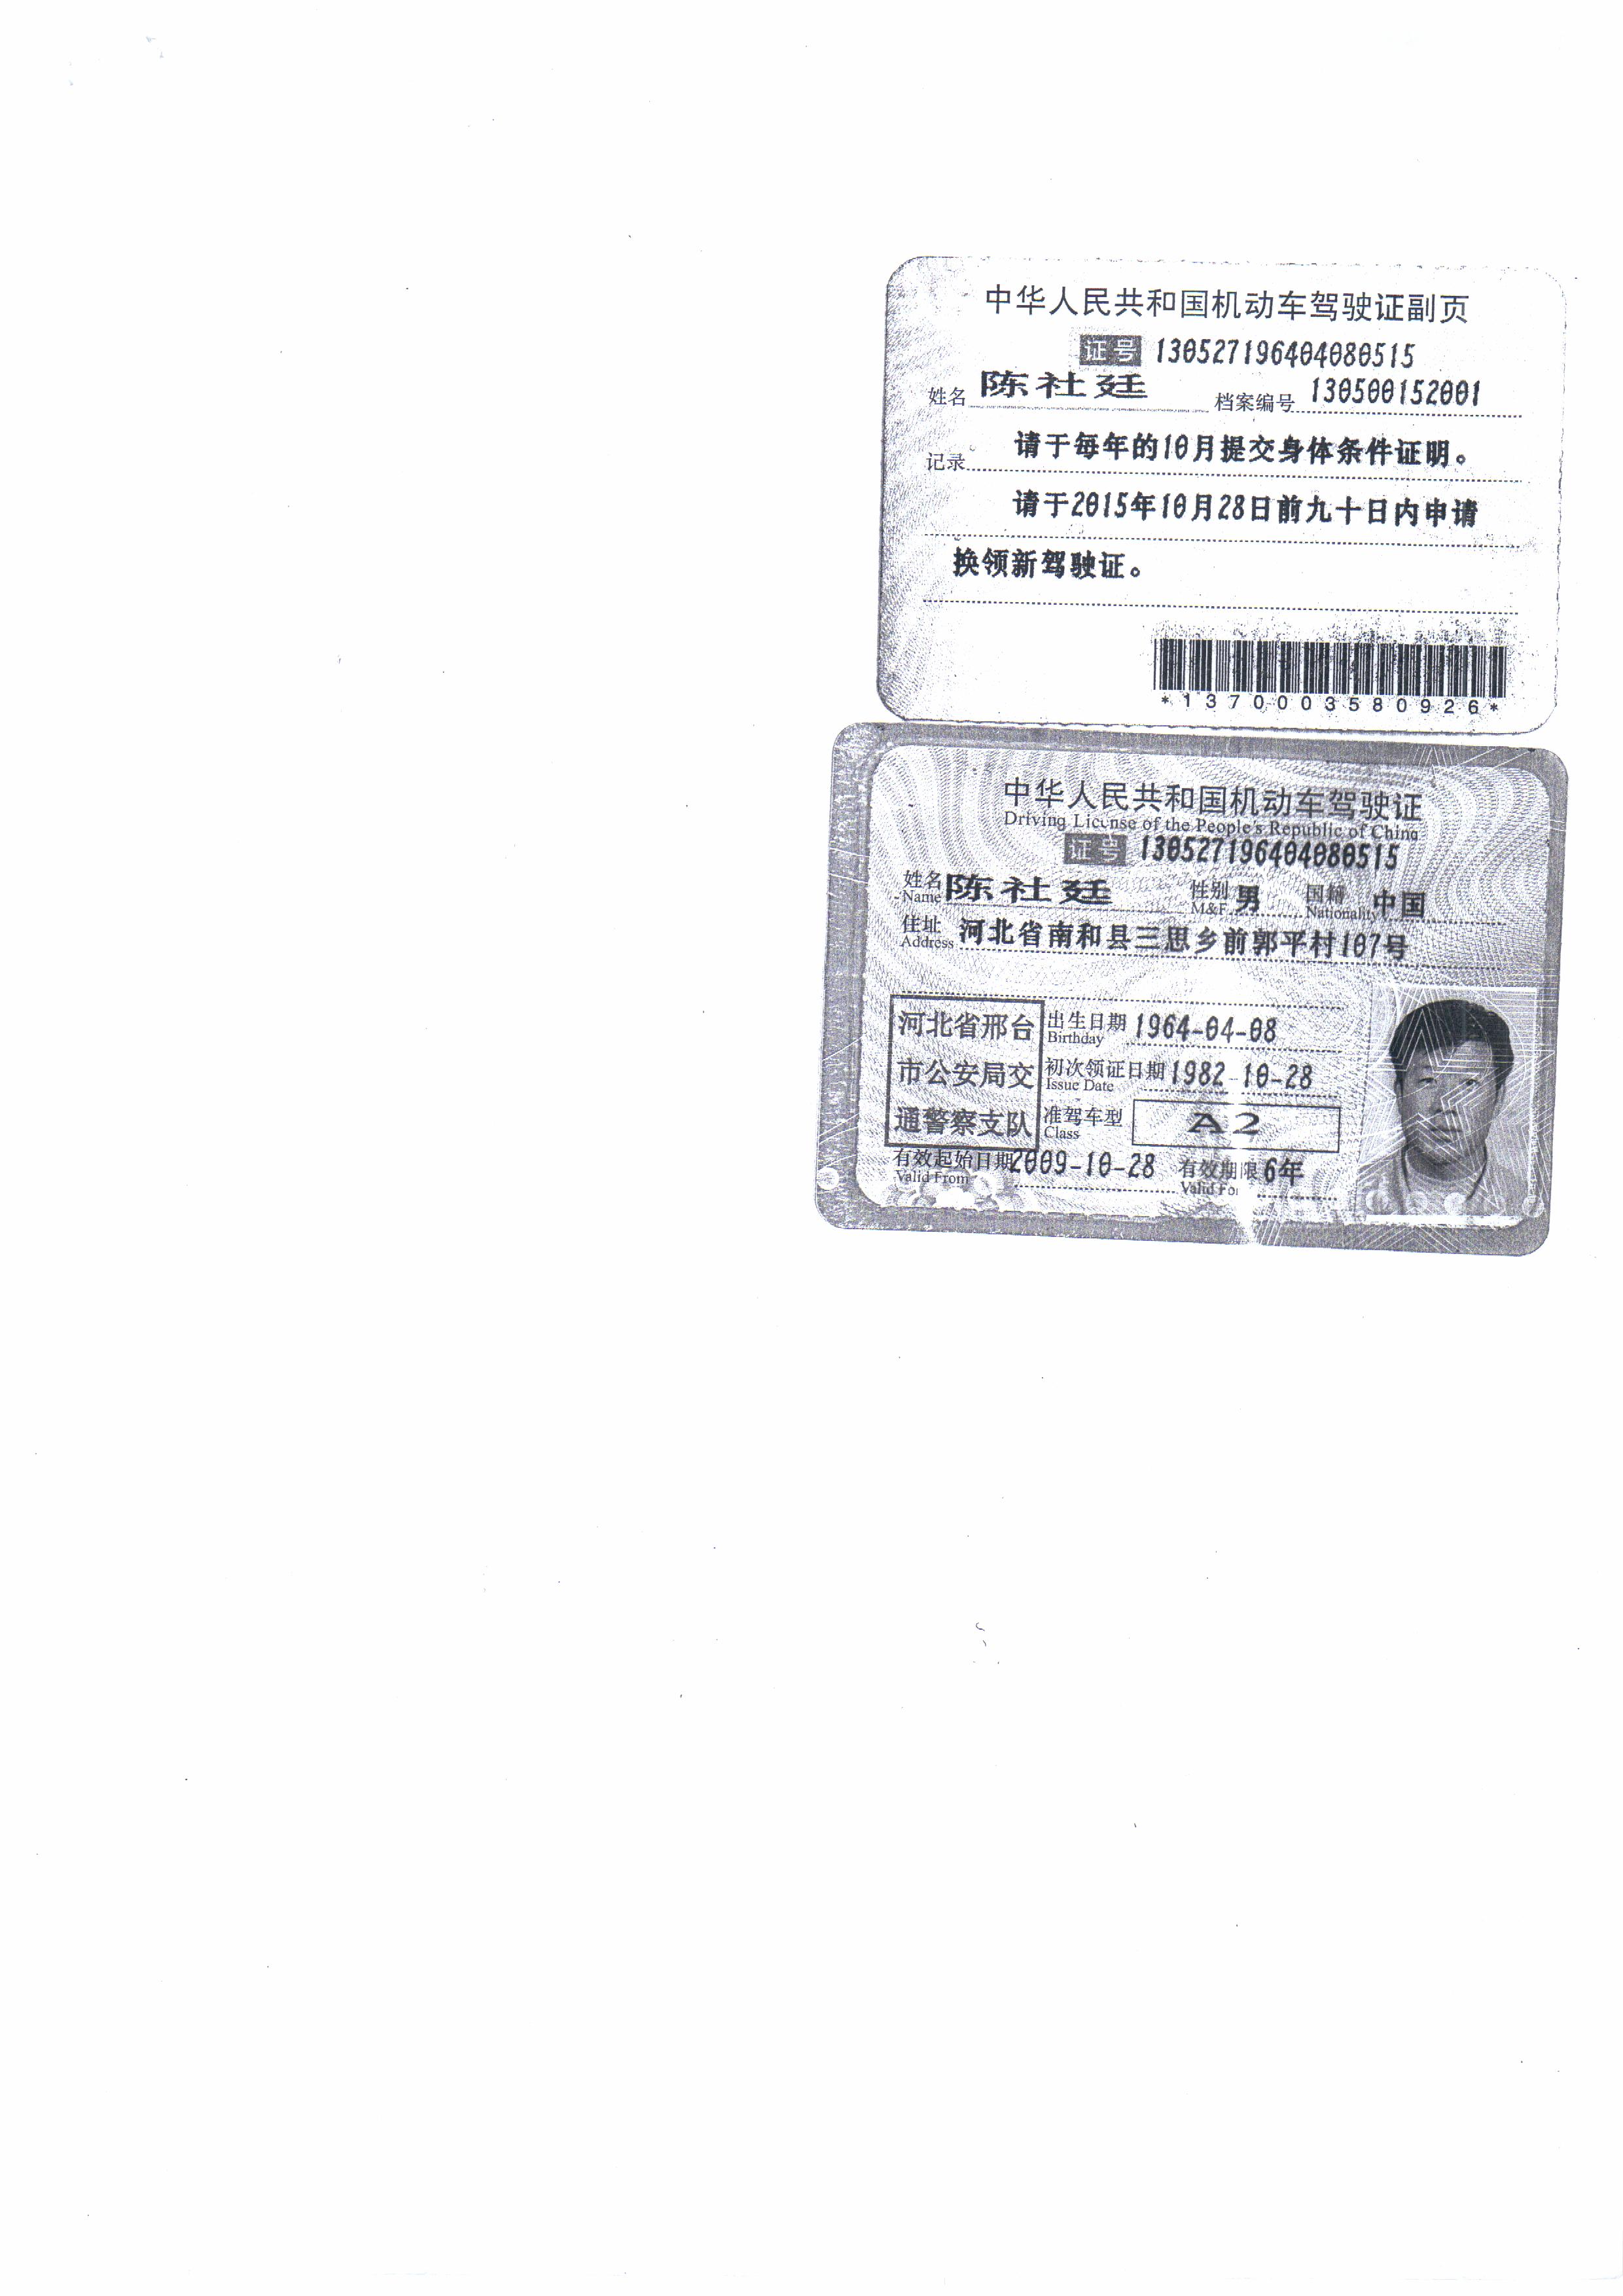 中华人民共和国机动车驾驶证副页
证号 130527196404080515
姓名 陈社廷 档案编号 130500152001
记录 请于每年的10月提交身体条件证明。
请于2015年10月28日前九十日内申请
换领新驾驶证。
*1370003580926*
中华人民共和国机动车驾驶证
Driving License of the People's Republic of China
证号 130527196404080515
姓名 陈社廷 性别 男 国籍 中国
Name M&F Nationality
住址 河北省南和县三思乡前郭平村107号
Address
河北省邢台
市公安局交
通警察支队
出生日期 1964-04-08
Birthday
初次领证日期 1982-10-28
Issue Date
准驾车型 A2
Class
有效起始日期 2009-10-28 有效期限 6年
Valid From Valid For